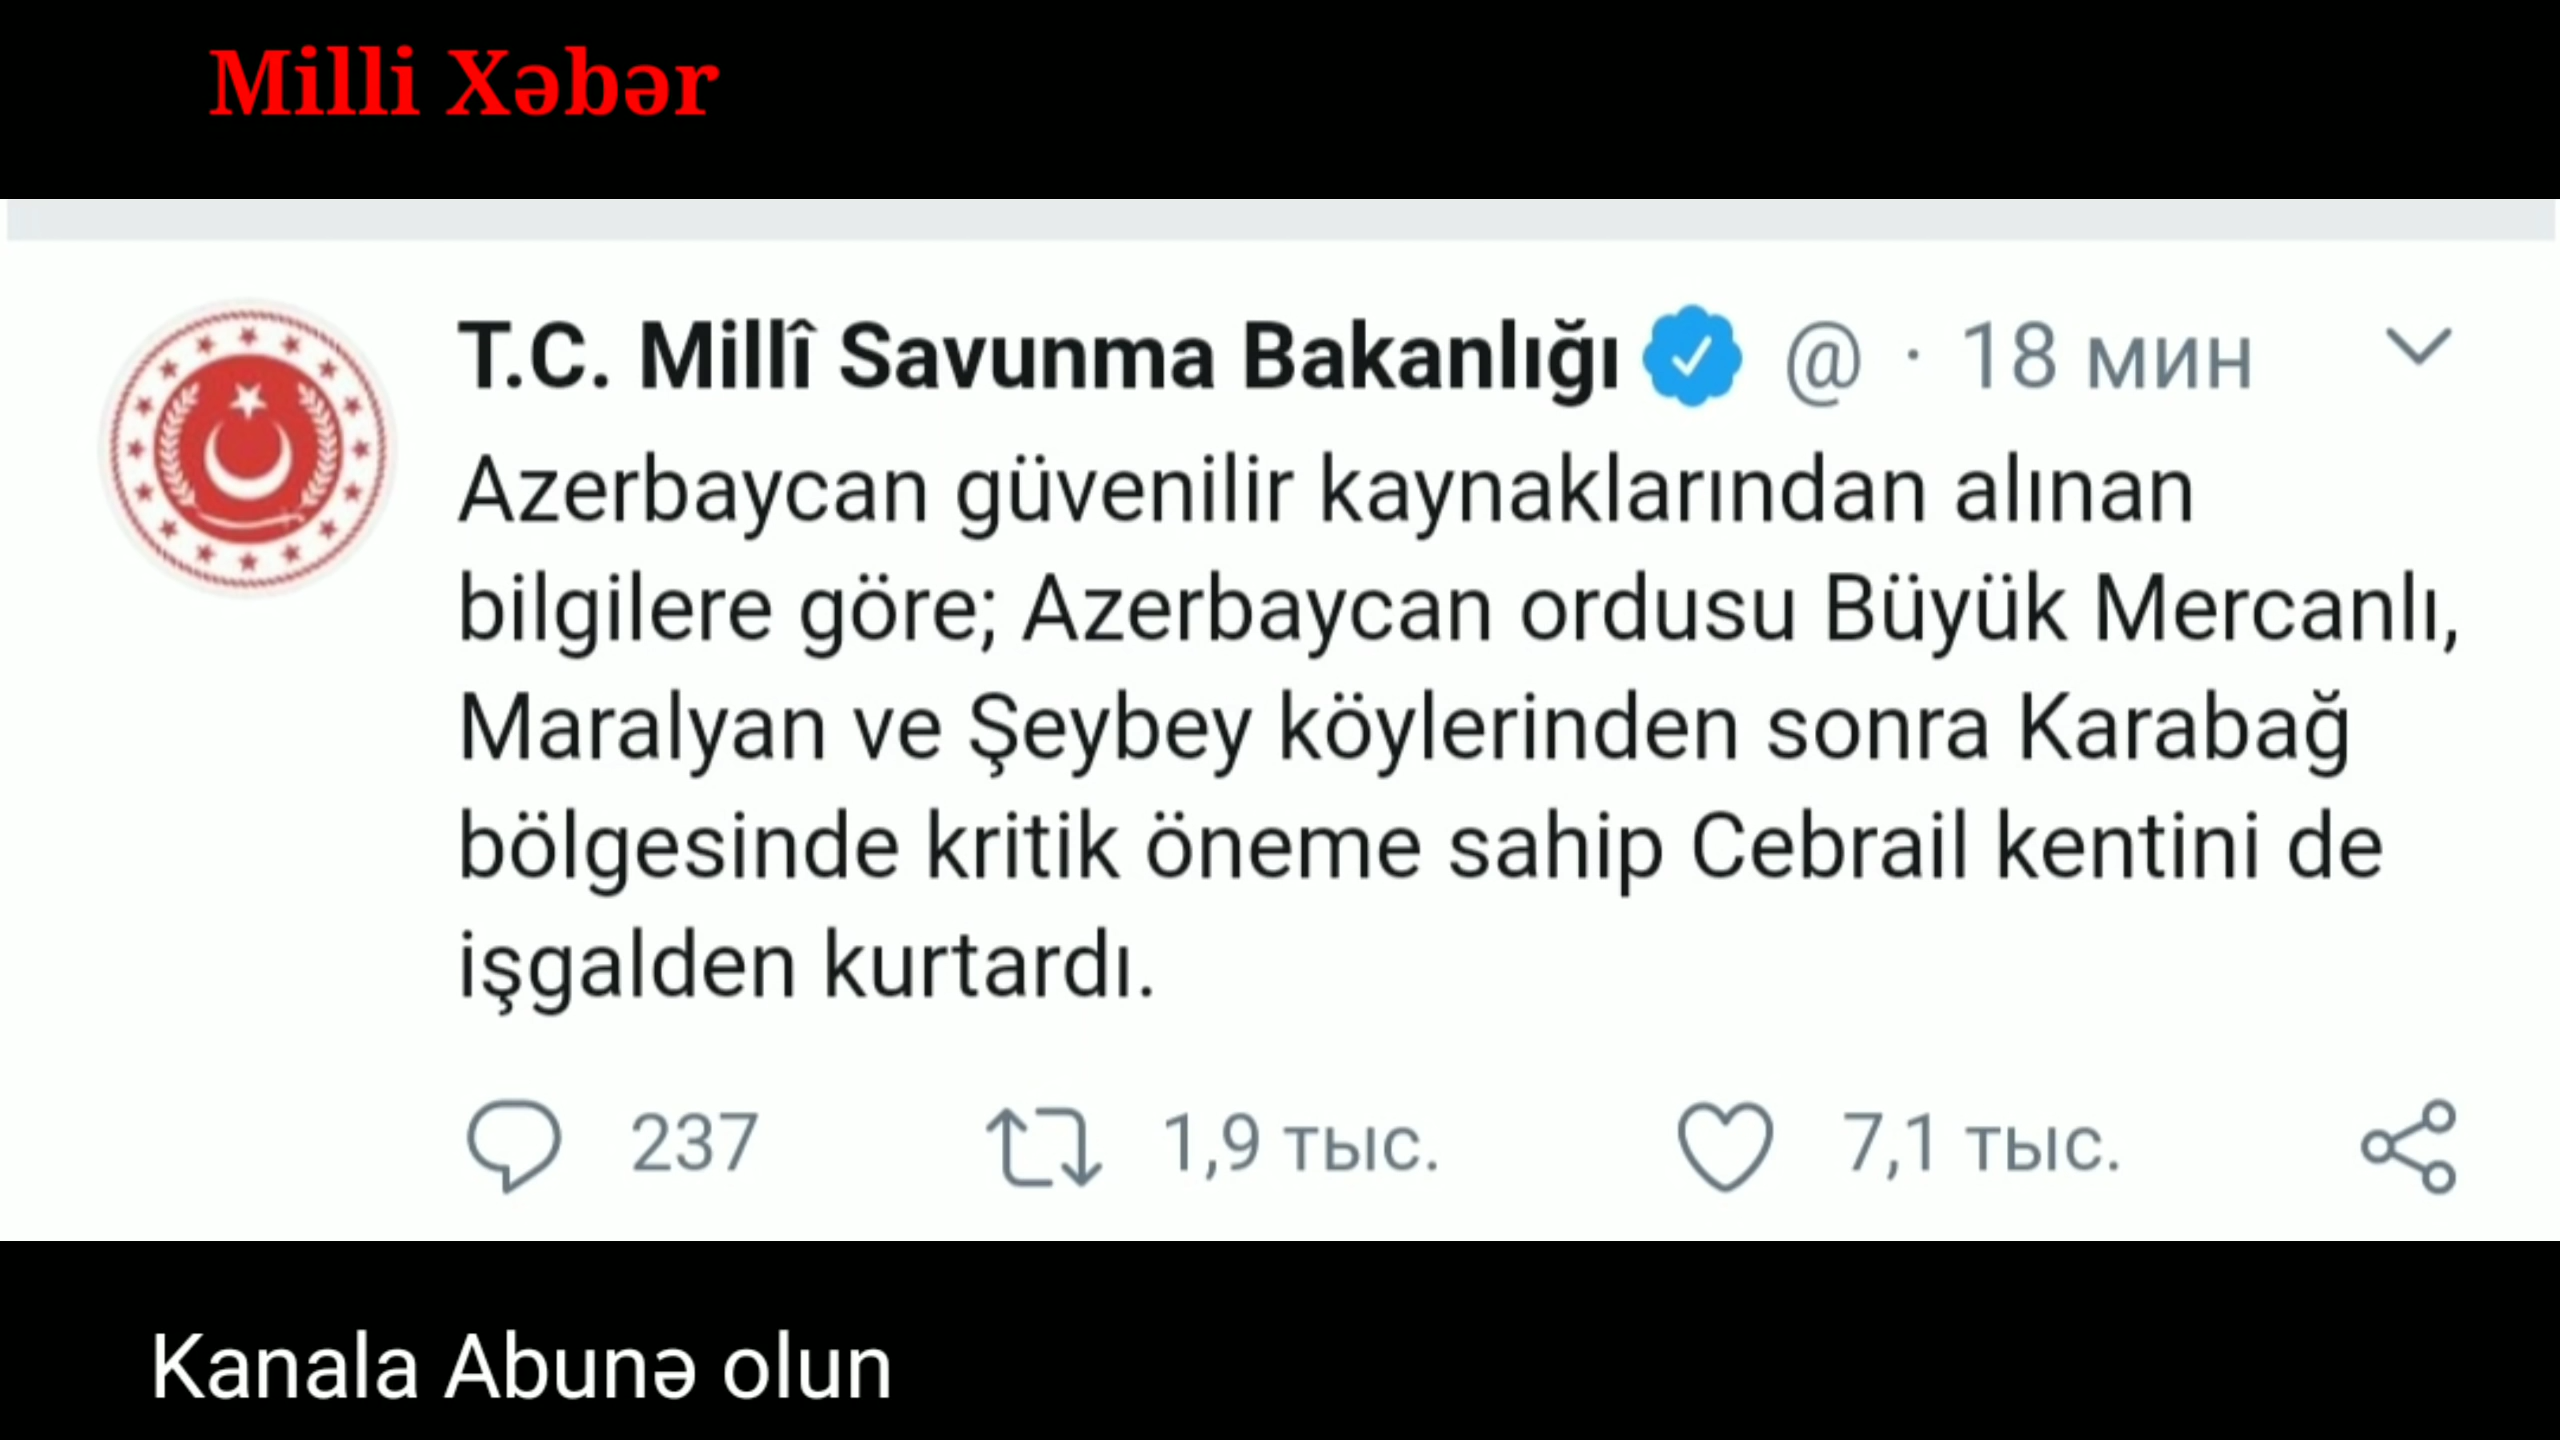 Milli Xəbər
T.C. Millî Savunma Bakanlığı @ · 18 мин
Azerbaycan güvenilir kaynaklarından alınan
bilgilere göre; Azerbaycan ordusu Büyük Mercanlı,
Maralyan ve Şeybey köylerinden sonra Karabağ
bölgesinde kritik öneme sahip Cebrail kentini de
işgalden kurtardı.
237 1,9 тыс. 7,1 тыс.
Kanala Abunə olun